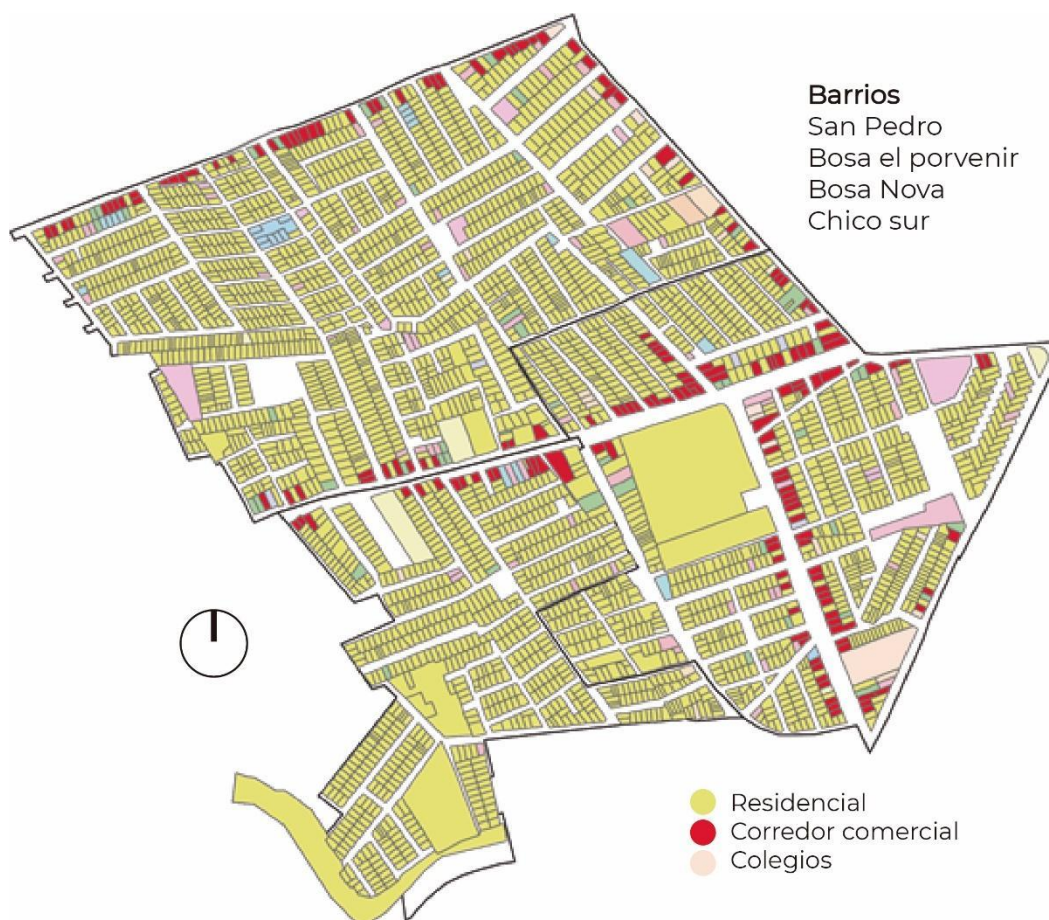 Barrios
San Pedro
Bosa el porvenir
Bosa Nova
Chico sur
Residencial
Corredor comercial
Colegios